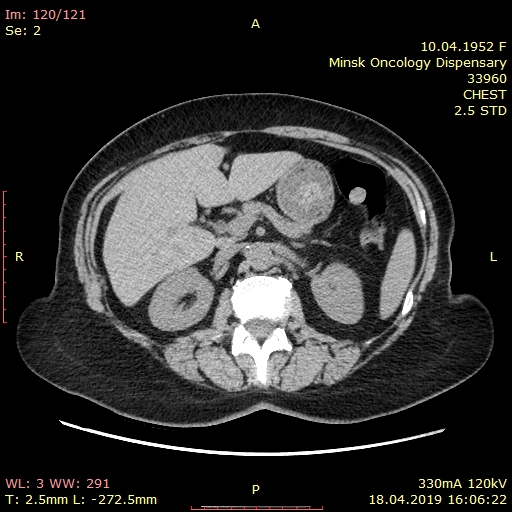 Im: 120/121
Se: 2
A
10.04.1952 F
Minsk Oncology Dispensary
33960
CHEST
2.5 STD
R
L
WL: 3 WW: 291
T: 2.5mm L: -272.5mm
P
330mA 120kV
18.04.2019 16:06:22